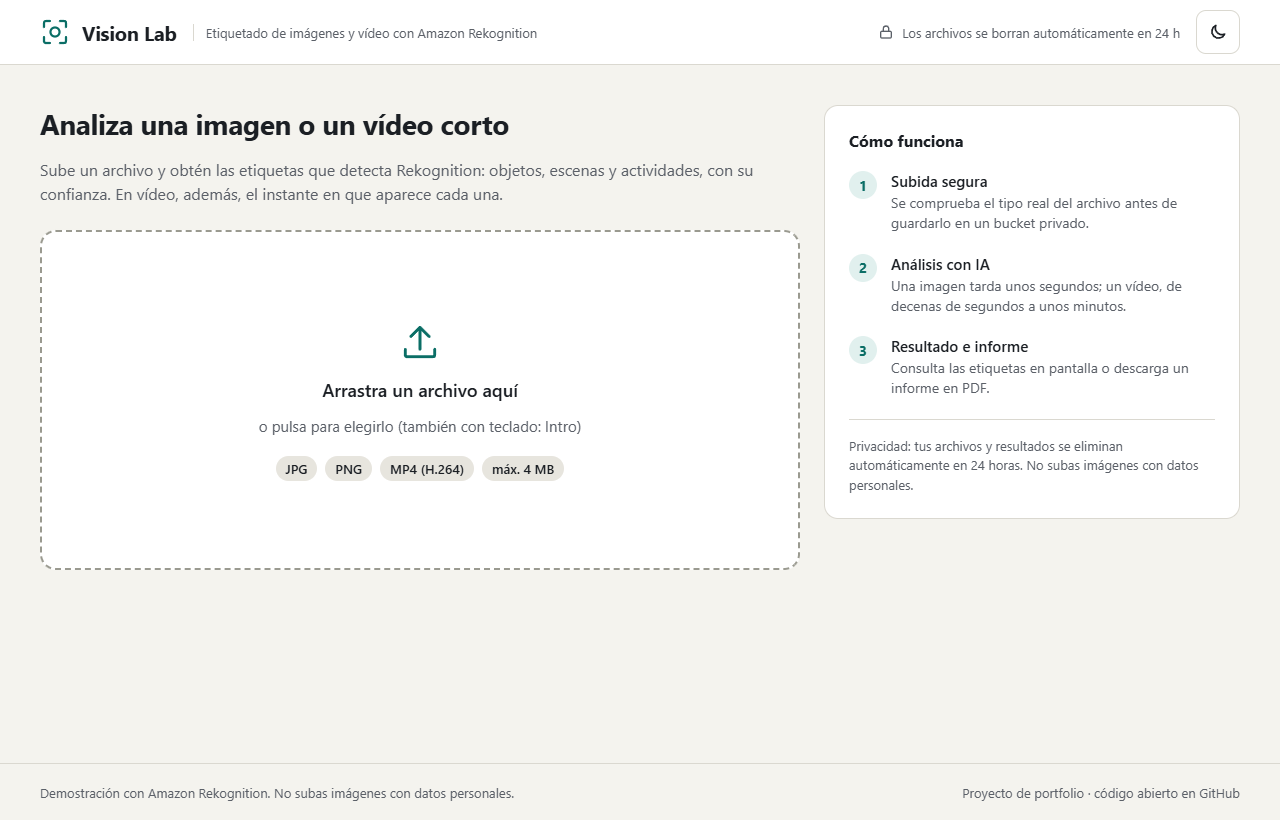 Vision Lab
Etiquetado de imágenes y vídeo con Amazon Rekognition
Los archivos se borran automáticamente en 24 h
Analiza una imagen o un vídeo corto
Sube un archivo y obtén las etiquetas que detecta Rekognition: objetos, escenas y actividades, con su
confianza. En vídeo, además, el instante en que aparece cada una.
Arrastra un archivo aquí
o pulsa para elegirlo (también con teclado: Intro)
JPG
PNG
MP4 (H.264)
máx. 4 MB
Cómo funciona
1
Subida segura
Se comprueba el tipo real del archivo antes de
guardarlo en un bucket privado.
2
Análisis con IA
Una imagen tarda unos segundos; un vídeo, de
decenas de segundos a unos minutos.
3
Resultado e informe
Consulta las etiquetas en pantalla o descarga un
informe en PDF.
Privacidad: tus archivos y resultados se eliminan
automáticamente en 24 horas. No subas imágenes con datos
personales.
Demostración con Amazon Rekognition. No subas imágenes con datos personales.
Proyecto de portfolio · código abierto en GitHub